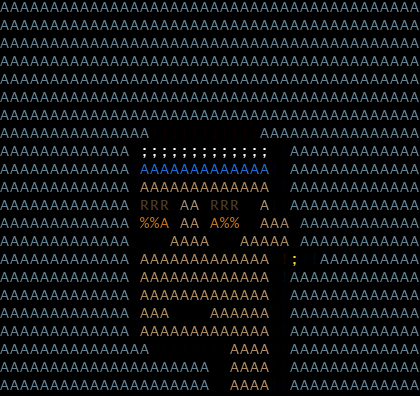 AAAAAAAAAAAAAAAAAAAAAAAAAAAAAAAAAAAAAAAAAA
AAAAAAAAAAAAAAAAAAAAAAAAAAAAAAAAAAAAAAAAAA
AAAAAAAAAAAAAAAAAAAAAAAAAAAAAAAAAAAAAAAAAA
AAAAAAAAAAAAAAAAAAAAAAAAAAAAAAAAAAAAAAAAAA
AAAAAAAAAAAAAAAAAAAAAAAAAAAAAAAAAAAAAAAAAA
AAAAAAAAAAAAAAAAAAAAAAAAAAAAAAAAAAAAAAAAAA
AAAAAAAAAAAAAAAAAAAAAAAAAAAAAAAAAAAAAAAAAA
AAAAAAAAAAAAAAA           AAAAAAAAAAAAAAAA
AAAAAAAAAAAAA ;;;;;;;;;;;;;  AAAAAAAAAAAAA
AAAAAAAAAAAAA AAAAAAAAAAAAA  AAAAAAAAAAAAA
AAAAAAAAAAAAA AAAAAAAAAAAAA  AAAAAAAAAAAAA
AAAAAAAAAAAAA RRR AA RRR  A  AAAAAAAAAAAAA
AAAAAAAAAAAAA %%A AA A%%  AAA AAAAAAAAAAAA
AAAAAAAAAAAAA    AAAA   AAAAA AAAAAAAAAAAA
AAAAAAAAAAAAA AAAAAAAAAAAAA  ;  AAAAAAAAAA
AAAAAAAAAAAAA AAAAAAAAAAAAA  AAAAAAAAAAAAA
AAAAAAAAAAAAA AAAAAAAAAAAAA  AAAAAAAAAAAAA
AAAAAAAAAAAAA AAA    AAAAAA  AAAAAAAAAAAAA
AAAAAAAAAAAAA AAAAAAAAAAAAA  AAAAAAAAAAAAA
AAAAAAAAAAAAAAA        AAAA  AAAAAAAAAAAAA
AAAAAAAAAAAAAAAAAAAAA  AAAA  AAAAAAAAAAAAA
AAAAAAAAAAAAAAAAAAAAA  AAAA  AAAAAAAAAAAAA